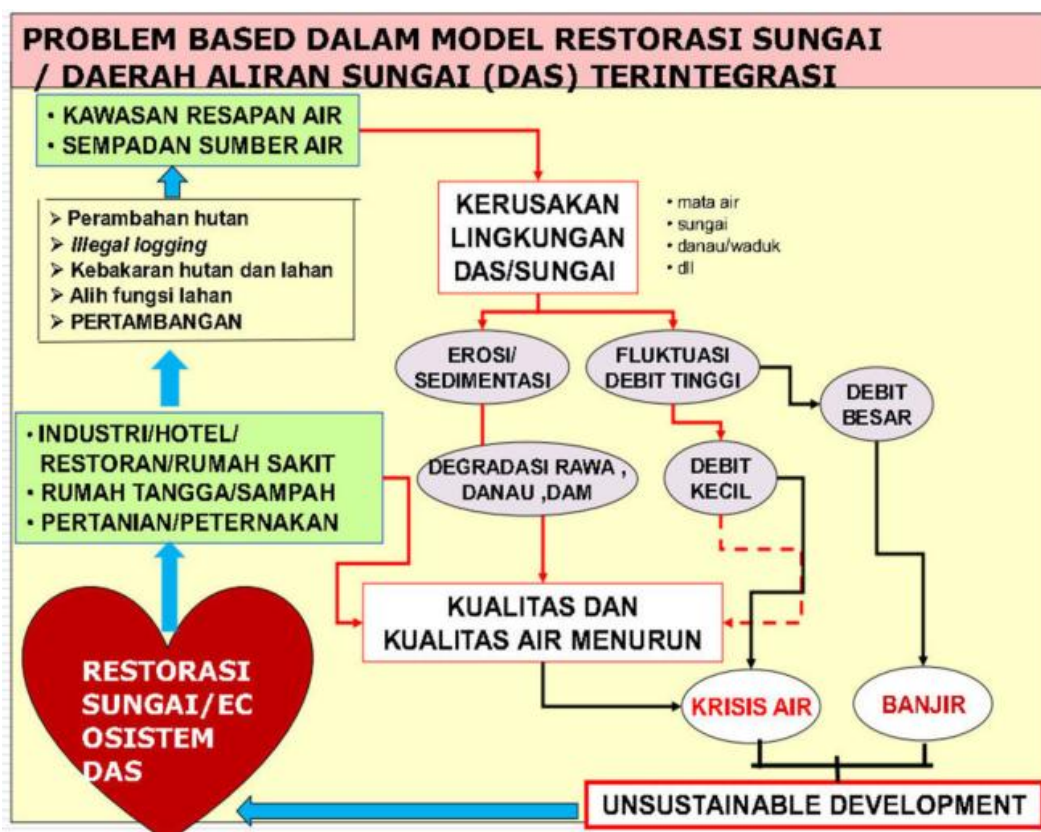 PROBLEM BASED DALAM MODEL RESTORASI SUNGAI
/ DAERAH ALIRAN SUNGAI (DAS) TERINTEGRASI
• KAWASAN RESAPAN AIR
• SEMPADAN SUMBER AIR
➢ Perambahan hutan
➢ Illegal logging
➢ Kebakaran hutan dan lahan
➢ Alih fungsi lahan
➢ PERTAMBANGAN
• INDUSTRI/HOTEL/
RESTORAN/RUMAH SAKIT
• RUMAH TANGGA/SAMPAH
• PERTANIAN/PETERNAKAN
RESTORASI
SUNGAI/EC
OSISTEM
DAS
KERUSAKAN
LINGKUNGAN
DAS/SUNGAI
• mata air
• sungai
• danau/waduk
• dll
EROSI/
SEDIMENTASI
FLUKTUASI
DEBIT TINGGI
DEBIT
BESAR
DEGRADASI RAWA ,
DANAU ,DAM
DEBIT
KECIL
KUALITAS DAN
KUALITAS AIR MENURUN
KRISIS AIR
BANJIR
UNSUSTAINABLE DEVELOPMENT